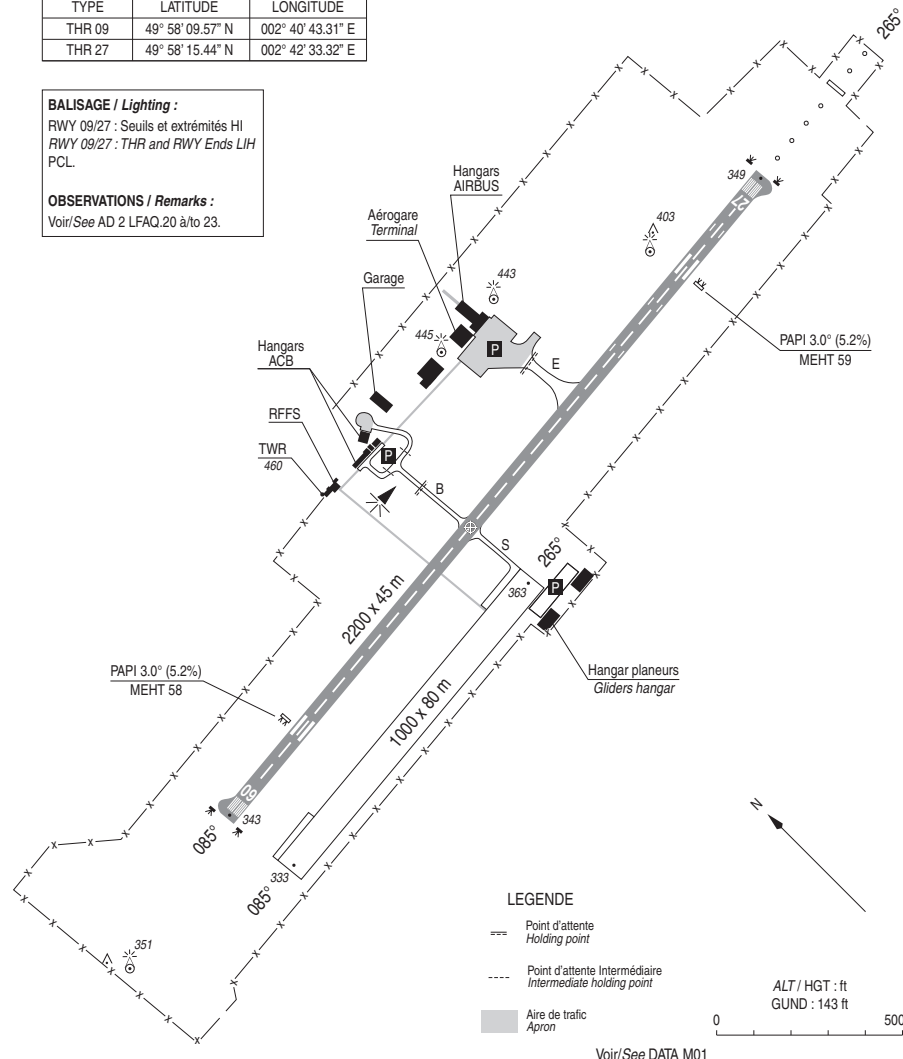 TYPE LATITUDE LONGITUDE
THR 09 49° 58’ 09.57” N 002° 40’ 43.31” E
THR 27 49° 58’ 15.44” N 002° 42’ 33.32” E
BALISAGE / Lighting :
RWY 09/27 : Seuils et extrémités HI
RWY 09/27 : THR and RWY Ends LIH
PCL.
OBSERVATIONS / Remarks :
Voir/See AD 2 LFAQ.20 à/to 23.
265°
349
27
403
Hangars
AIRBUS
Aérogare
Terminal
443
Garage
445
P
E
PAPI 3.0° (5.2%)
MEHT 59
Hangars
ACB
RFFS
TWR
460
P
B
S
265°
363
P
2200 x 45 m
Hangar planeurs
Gliders hangar
PAPI 3.0° (5.2%)
MEHT 58
1000 x 80 m
09
343
085°
333
085°
351
N
LEGENDE
Point d’attente
Holding point
Point d’attente Intermédiaire
Intermediate holding point
Aire de trafic
Apron
ALT / HGT : ft
GUND : 143 ft
0 500
Voir/See DATA M01